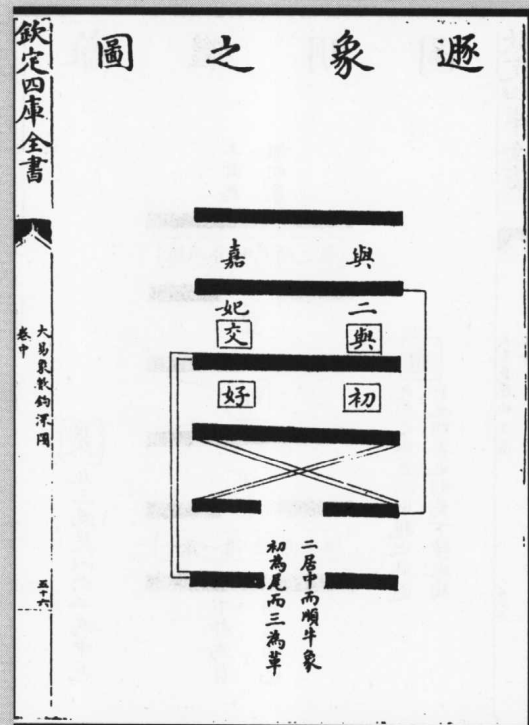 遯象之圖
與二
嘉妃
與初
交好
二居中而順牛象
初為尾而三為革
欽定四庫全書
大易象數鈎深圖
卷中
五十六